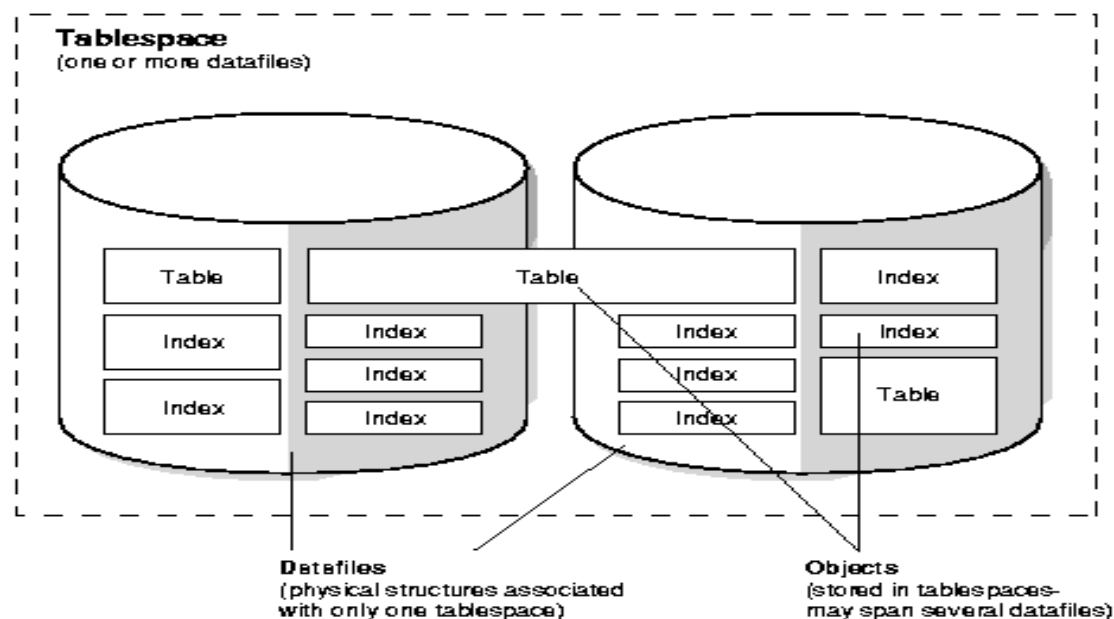 Tablespace
(one or more datafiles)
Table
Table
Index
Index
Index
Index
Index
Index
Index
Index
Table
Index
Index
Index
Datafiles
(physical structures associated
with only one tablespace)
Objects
(stored in tablespaces-
may span several datafiles)